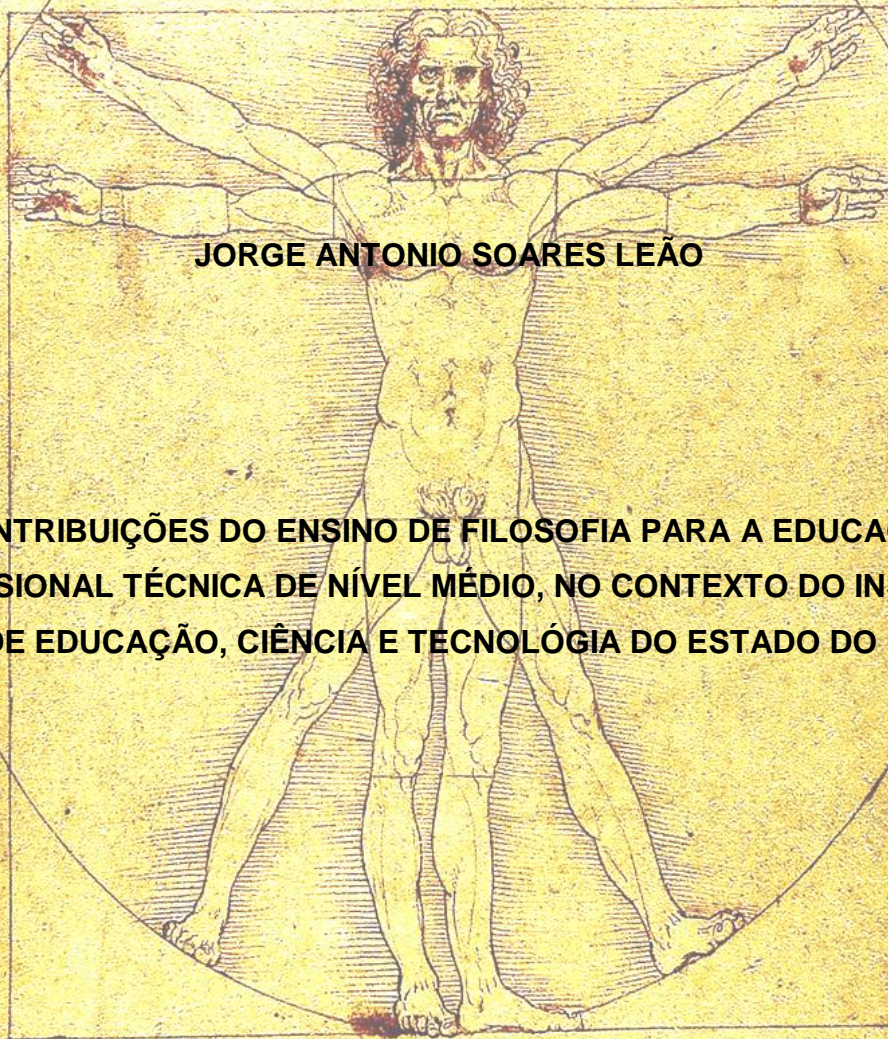 JORGE ANTONIO SOARES LEÃO
NTRIBUIÇÕES DO ENSINO DE FILOSOFIA PARA A EDUCAÇ
SIONAL TÉCNICA DE NÍVEL MÉDIO, NO CONTEXTO DO IN
DE EDUCAÇÃO, CIÊNCIA E TECNOLÓGIA DO ESTADO DO